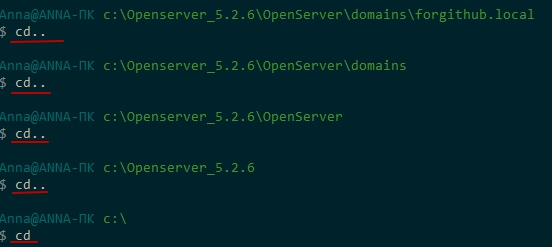 Anna@ANNA-ПК c:\Openserver_5.2.6\OpenServer\domains\forgithub.local
$ cd..
Anna@ANNA-ПК c:\Openserver_5.2.6\OpenServer\domains
$ cd..
Anna@ANNA-ПК c:\Openserver_5.2.6\OpenServer
$ cd..
Anna@ANNA-ПК c:\Openserver_5.2.6
$ cd..
Anna@ANNA-ПК c:\
$ cd